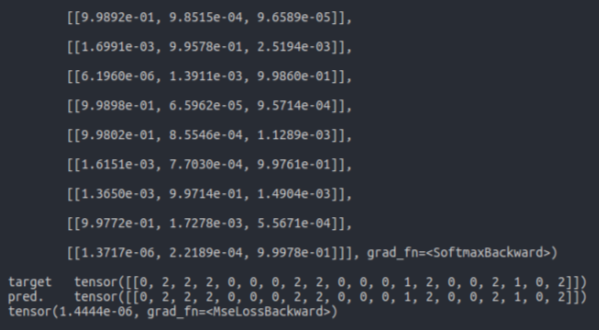 [[9.9892e-01, 9.8515e-04, 9.6589e-05]],
[[1.6991e-03, 9.9578e-01, 2.5194e-03]],
[[6.1960e-06, 1.3911e-03, 9.9860e-01]],
[[9.9898e-01, 6.5962e-05, 9.5714e-04]],
[[9.9802e-01, 8.5546e-04, 1.1289e-03]],
[[1.6151e-03, 7.7030e-04, 9.9761e-01]],
[[1.3650e-03, 9.9714e-01, 1.4904e-03]],
[[9.9772e-01, 1.7278e-03, 5.5671e-04]],
[[1.3717e-06, 2.2189e-04, 9.9978e-01]]], grad_fn=<SoftmaxBackward>)
target tensor([[0, 2, 2, 2, 0, 0, 0, 2, 2, 0, 0, 0, 1, 2, 0, 0, 2, 1, 0, 2]])
pred. tensor([[0, 2, 2, 2, 0, 0, 0, 2, 2, 0, 0, 0, 1, 2, 0, 0, 2, 1, 0, 2]])
tensor(1.4444e-06, grad_fn=<MseLossBackward>)